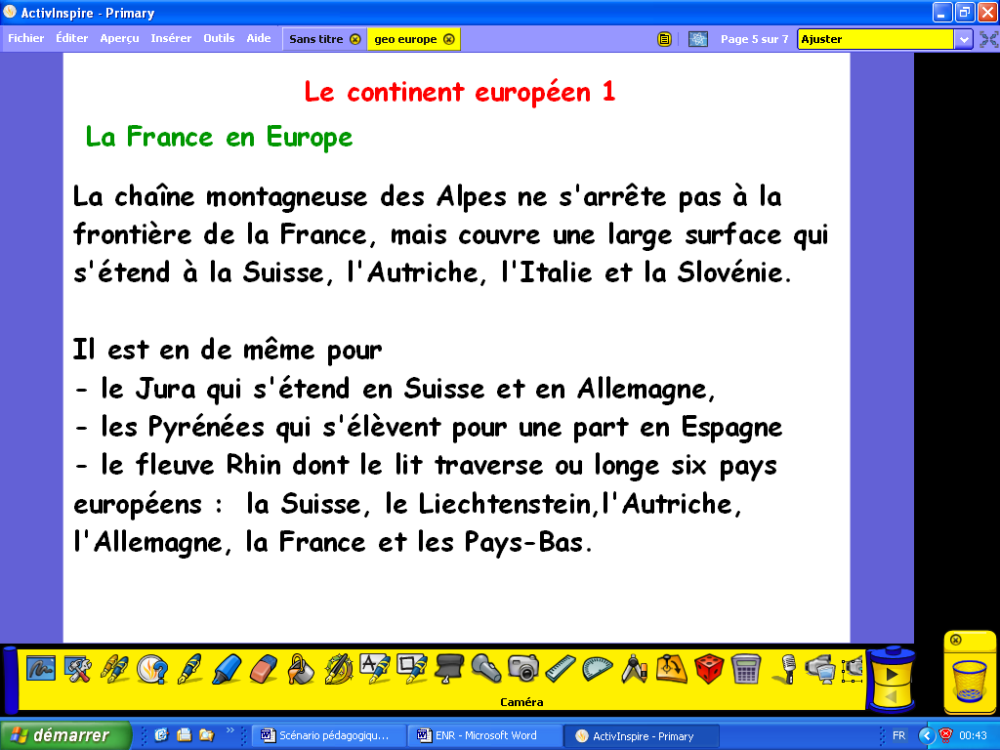 ActivInspire - Primary
Fichier Éditer Aperçu Insérer Outils Aide Sans titre geo europe Page 5 sur 7 Ajuster
Le continent européen 1
La France en Europe
La chaîne montagneuse des Alpes ne s'arrête pas à la
frontière de la France, mais couvre une large surface qui
s'étend à la Suisse, l'Autriche, l'Italie et la Slovénie.
Il est en de même pour
- le Jura qui s'étend en Suisse et en Allemagne,
- les Pyrénées qui s'élèvent pour une part en Espagne
- le fleuve Rhin dont le lit traverse ou longe six pays
européens :  la Suisse, le Liechtenstein,l'Autriche,
l'Allemagne, la France et les Pays-Bas.
Caméra
démarrer Scénario pédagogiqu... ENR - Microsoft Word ActivInspire - Primary FR 00:43